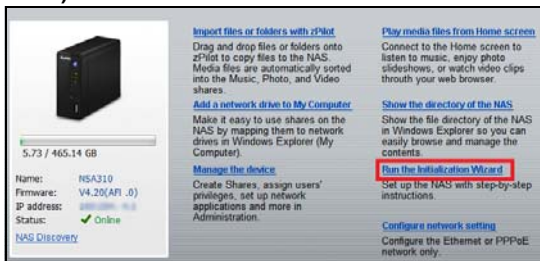 Import files or folders with zPilot
Drag and drop files or folders onto
zPilot to copy files to the NAS.
Media files are automatically sorted
into the Music, Photo, and Video
shares.
Add a network drive to My Computer
Make it easy to use shares on the
NAS by mapping them to network
drives in Windows Explorer (My
Computer).
Manage the device
Create Shares, assign users'
privileges, set up network
applications and more in
Administration.
Play media files from Home screen
Connect to the Home screen to
listen to music, enjoy photo
slideshows, or watch video clips
throuth your web browser.
Show the directory of the NAS
Show the file directory of the NAS
in Windows Explorer so you can
easily browse and manage the
contents.
Run the Initialization Wizard
Set up the NAS with step-by-step
instructions.
Configure network setting
Configure the Ethernet or PPPoE
network only.
5.73 / 465.14 GB
Name: NSA310
Firmware: V4.20(AFI .0)
IP address:
Status: Online
NAS Discovery